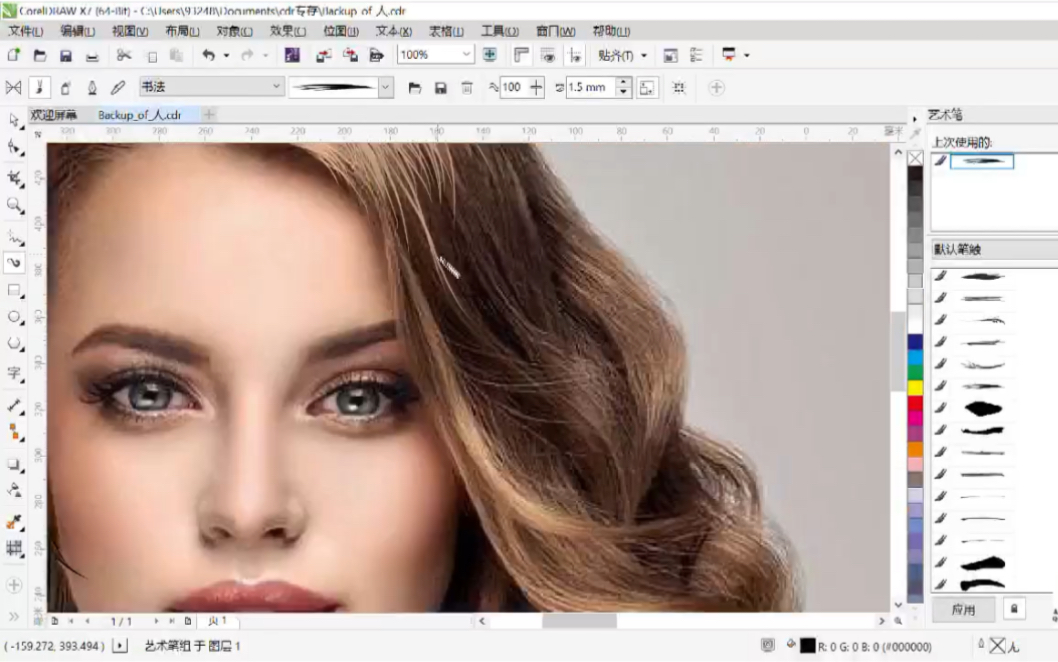 CorelDRAW X7 (64-Bit) - C:\Users\93248\Documents\cdr专存\Backup_of_人.cdr
文件(F) 编辑(E) 视图(V) 布局(L) 对象(C) 效果(C) 位图(B) 文本(X) 表格(T) 工具(O) 窗口(W) 帮助(H)
100% 贴齐(T)
书法 100 1.5 mm
欢迎屏幕 Backup_of_人.cdr
艺术笔
320 300 280 260 240 220 200 180 160 140 120 100 80 60 40 20 0 20 毫米
上次使用的:
默认笔触
应用
1 / 1 页 1
( -159.272, 393.494 ) 艺术笔组 于 图层 1 R: 0 G: 0 B: 0 (#000000) 无